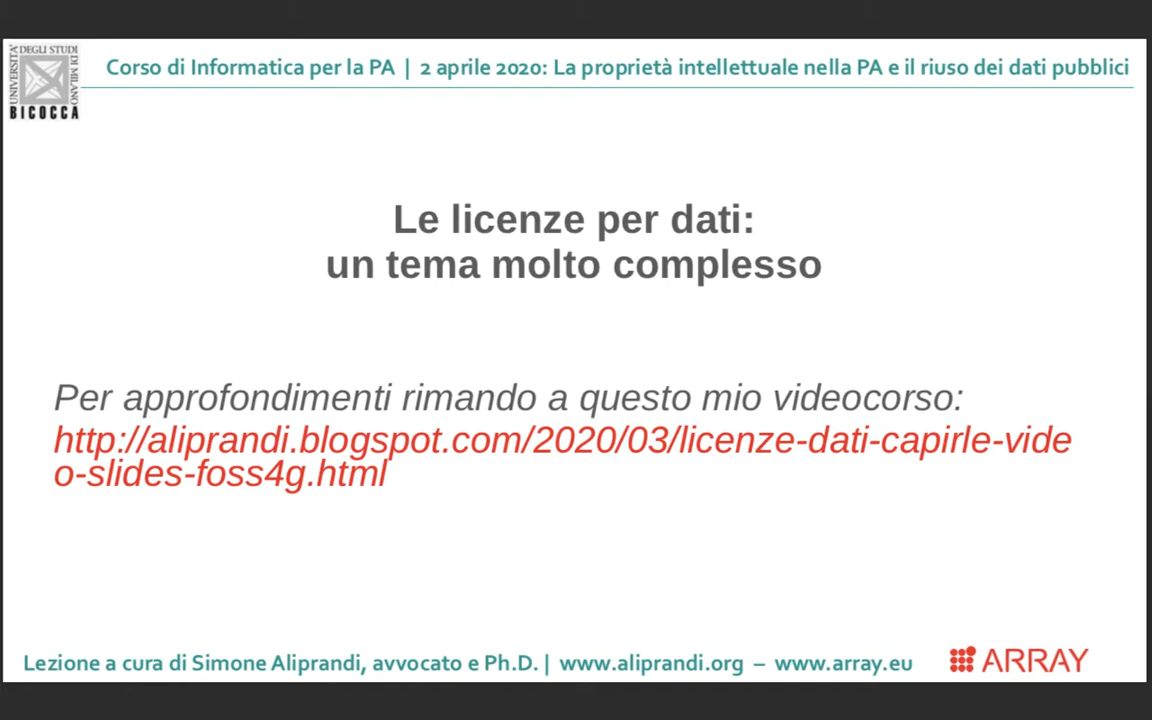 UNIVERSITA' DEGLI STUDI DI MILANO
BICOCCA
Corso di Informatica per la PA | 2 aprile 2020: La proprietà intellettuale nella PA e il riuso dei dati pubblici
Le licenze per dati:
un tema molto complesso
Per approfondimenti rimando a questo mio videocorso:
http://aliprandi.blogspot.com/2020/03/licenze-dati-capirle-vide
o-slides-foss4g.html
Lezione a cura di Simone Aliprandi, avvocato e Ph.D. | www.aliprandi.org – www.array.eu
ARRAY